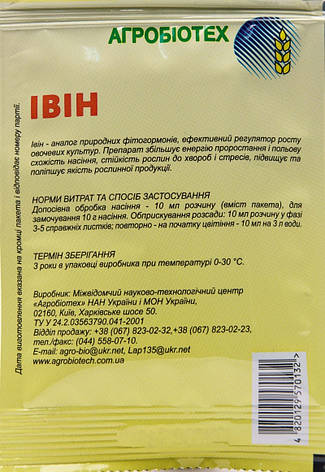 АГРОБІОТЕХ
ІВІН
Івін - аналог природних фітогормонів, ефективний регулятор росту
овочевих культур. Препарат збільшує енергію проростання і польову
схожість насіння, стійкість рослин до хвороб і стресів, підвищує та
поліпшує якість рослинної продукції.
НОРМИ ВИТРАТ ТА СПОСІБ ЗАСТОСУВАННЯ
Допосівна обробка насіння - 10 мл розчину (вміст пакета), для
замочування 10 г насіння. Обприскування розсади: 10 мл розчину у фазі
3-5 справжніх листків; повторно - на початку цвітіння - 10 мл на 3 л води.
ТЕРМІН ЗБЕРІГАННЯ
3 роки в упаковці виробника при температурі 0-30 °С.
Виробник: Міжвідомчий науково-технологічний центр
«Агробіотех» НАН України і МОН України,
02160, Київ, Харківське шосе 50.
ТУ У 24.2.03563790.041-2001
Відділ продажу: +38 (067) 823-02-32,+38 (067) 823-02-23,
тел./факс: (044) 558-07-10.
E-mail: agro-bio@ukr.net, Lap135@ukr.net
www.agrobiotech.com.ua
Дата виготовлення вказана на кромці пакета і відповідає номеру партії.
4 820129 570132 >